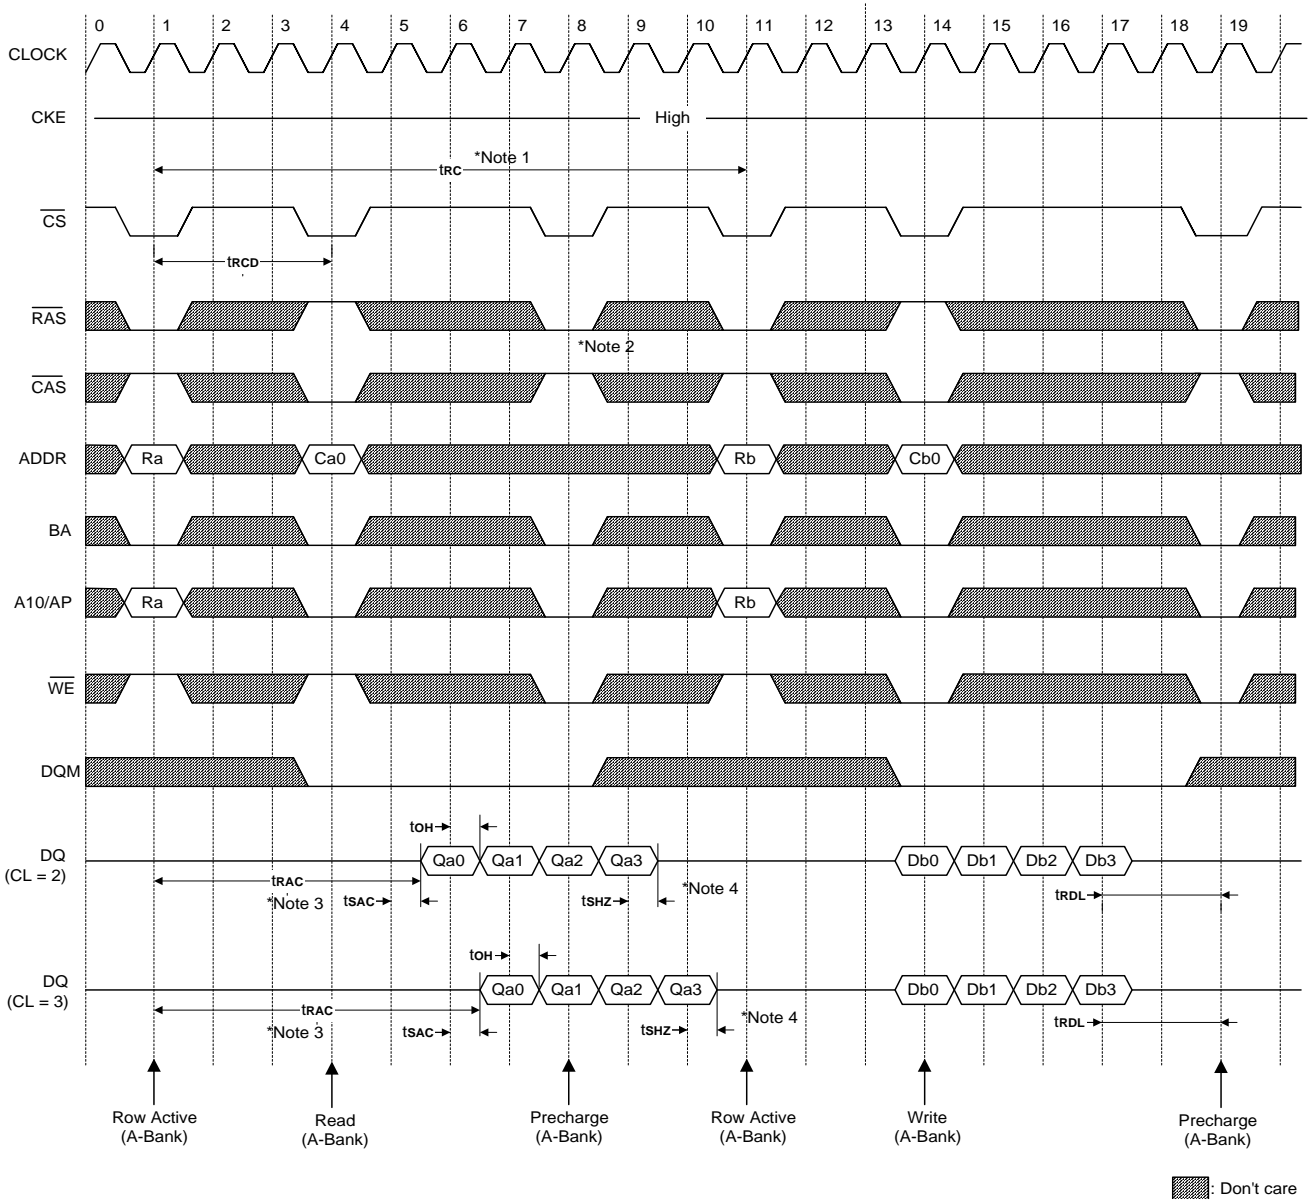 0 1 2 3 4 5 6 7 8 9 10 11 12 13 14 15 16 17 18 19
CLOCK
CKE High
*Note 1
tRC
CS
tRCD
RAS
*Note 2
CAS
ADDR Ra Ca0 Rb Cb0
BA
A10/AP Ra Rb
WE
DQM
tOH
DQ
(CL = 2)
Qa0 Qa1 Qa2 Qa3 Db0 Db1 Db2 Db3
tRAC
*Note 3
tSAC
tSHZ
*Note 4
tRDL
tOH
DQ
(CL = 3)
Qa0 Qa1 Qa2 Qa3 Db0 Db1 Db2 Db3
tRAC
*Note 3
tSAC
tSHZ
*Note 4
tRDL
Row Active
(A-Bank)
Read
(A-Bank)
Precharge
(A-Bank)
Row Active
(A-Bank)
Write
(A-Bank)
Precharge
(A-Bank)
: Don't care